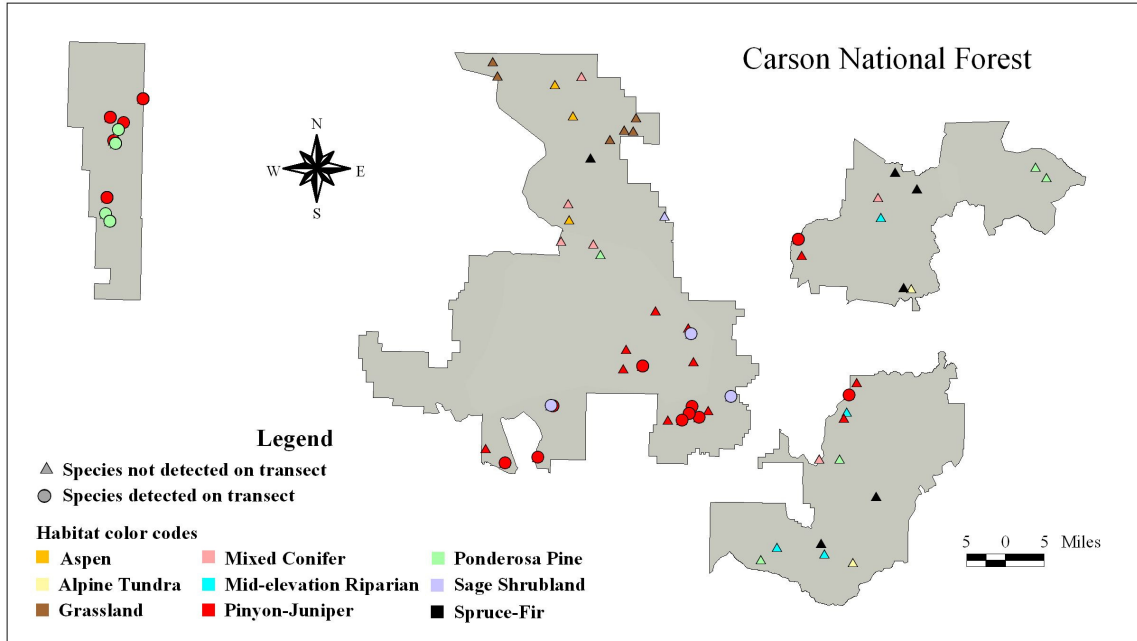 Carson National Forest
N
W E
S
Legend
Species not detected on transect
Species detected on transect
Habitat color codes
Aspen Mixed Conifer Ponderosa Pine
Alpine Tundra Mid-elevation Riparian Sage Shrubland
Grassland Pinyon-Juniper Spruce-Fir
5 0 5 Miles